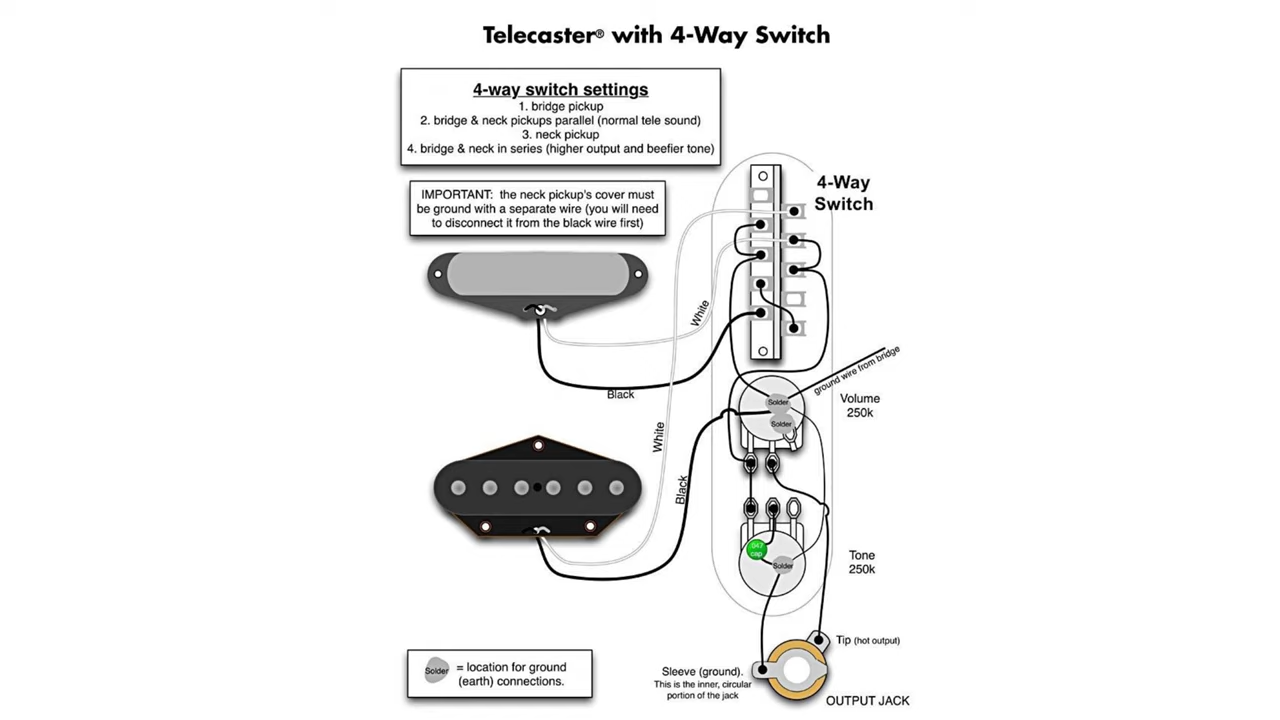 Telecaster® with 4-Way Switch
4-way switch settings
1. bridge pickup
2. bridge & neck pickups parallel (normal tele sound)
3. neck pickup
4. bridge & neck in series (higher output and beefier tone)
IMPORTANT: the neck pickup's cover must
be ground with a separate wire (you will need
to disconnect it from the black wire first)
4-Way
Switch
White
Black
ground wire from bridge
Solder
Solder
Volume
250k
White
Black
.047
cap
Solder
Tone
250k
Tip (hot output)
Sleeve (ground).
This is the inner, circular
portion of the jack
OUTPUT JACK
Solder
= location for ground
(earth) connections.